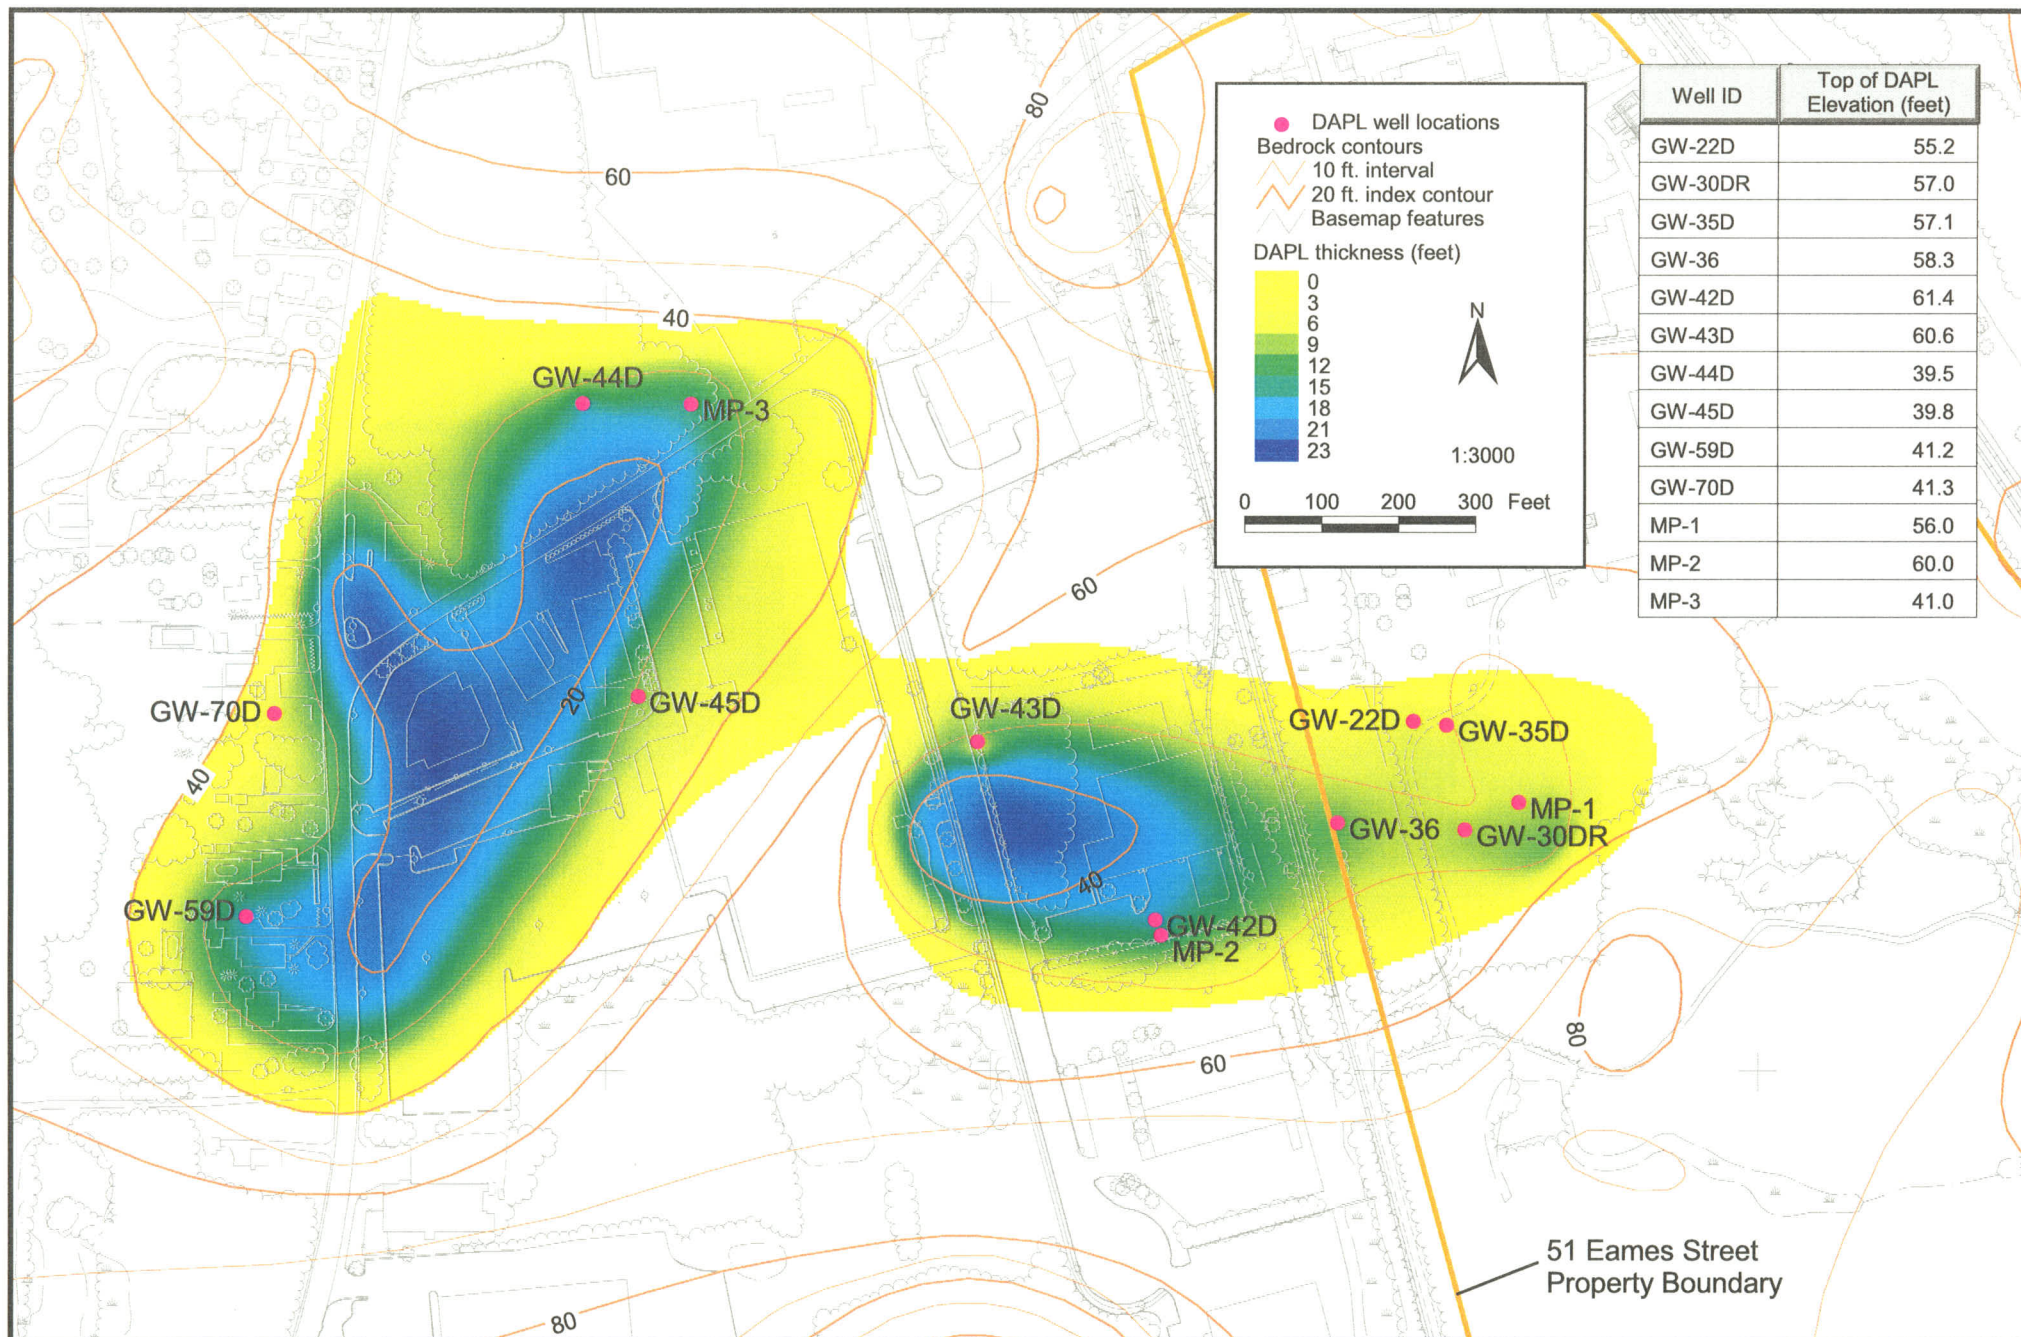 80
60
40
GW-44D
MP-3
60
20
GW-45D
GW-70D
40
GW-59D
GW-43D
GW-22D
GW-35D
MP-1
GW-36
GW-30DR
40
GW-42D
MP-2
60
80
80
51 Eames Street
Property Boundary
DAPL well locations
Bedrock contours
10 ft. interval
20 ft. index contour
Basemap features
DAPL thickness (feet)
0
3
6
9
12
15
18
21
23
N
1:3000
0 100 200 300 Feet
Well ID Top of DAPL
Elevation (feet)
GW-22D 55.2
GW-30DR 57.0
GW-35D 57.1
GW-36 58.3
GW-42D 61.4
GW-43D 60.6
GW-44D 39.5
GW-45D 39.8
GW-59D 41.2
GW-70D 41.3
MP-1 56.0
MP-2 60.0
MP-3 41.0